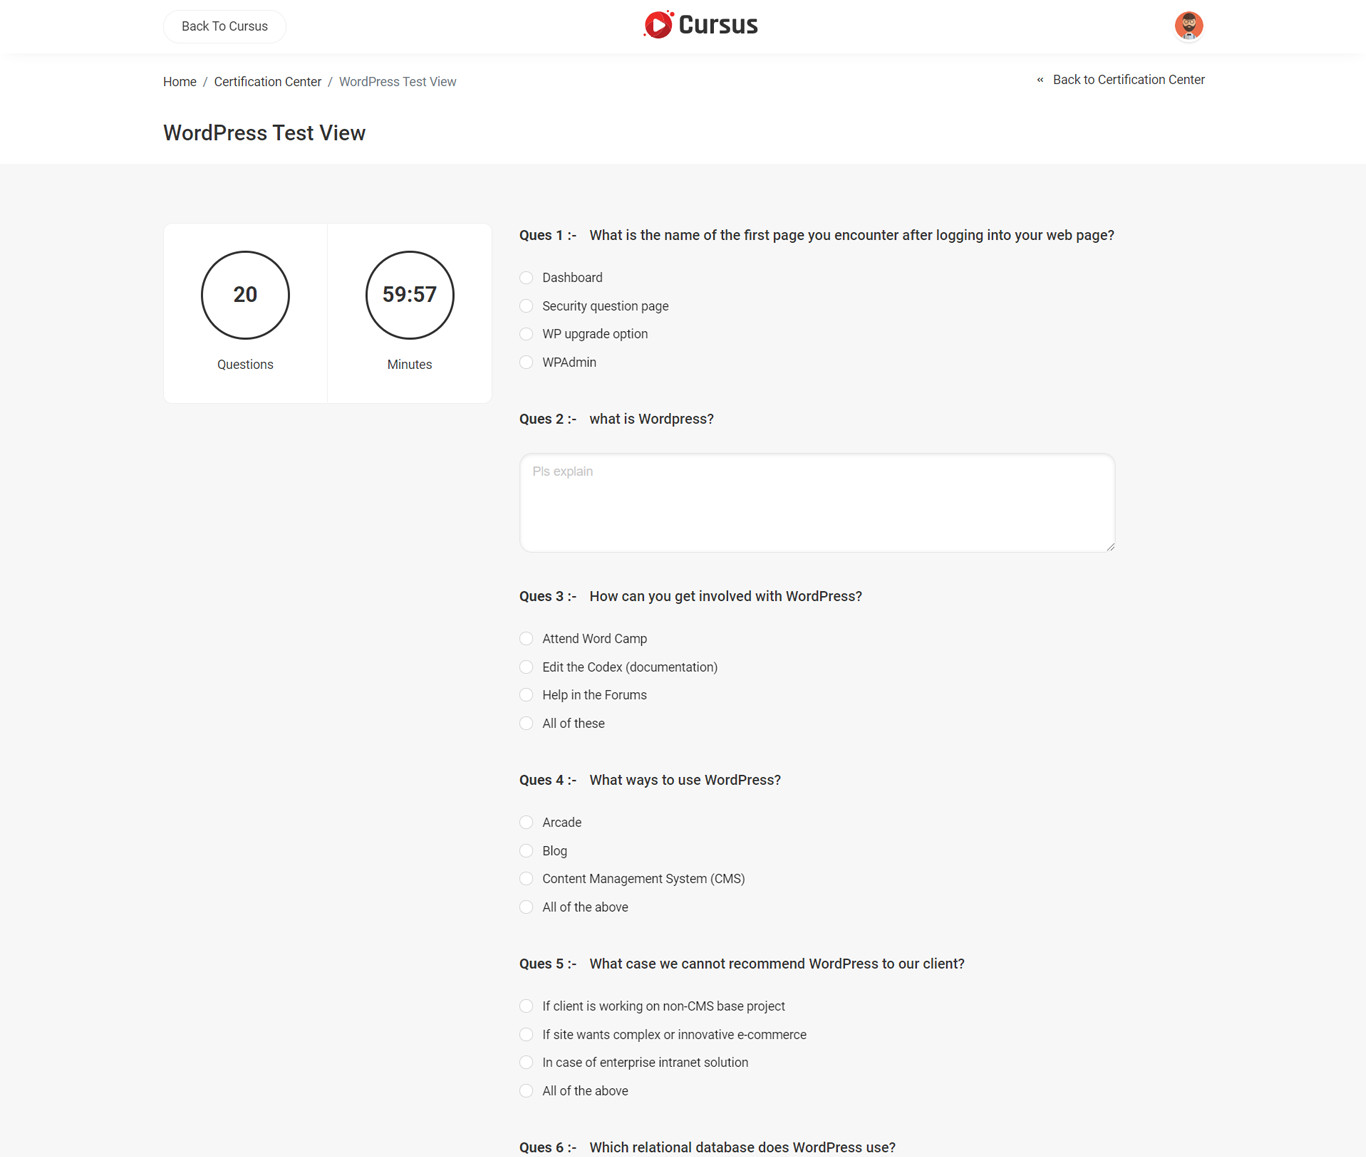 Back To Cursus
Cursus
Home / Certification Center / WordPress Test View
« Back to Certification Center
WordPress Test View
20
Questions
59:57
Minutes
Ques 1 :- What is the name of the first page you encounter after logging into your web page?
Dashboard
Security question page
WP upgrade option
WPAdmin
Ques 2 :- what is Wordpress?
Pls explain
Ques 3 :- How can you get involved with WordPress?
Attend Word Camp
Edit the Codex (documentation)
Help in the Forums
All of these
Ques 4 :- What ways to use WordPress?
Arcade
Blog
Content Management System (CMS)
All of the above
Ques 5 :- What case we cannot recommend WordPress to our client?
If client is working on non-CMS base project
If site wants complex or innovative e-commerce
In case of enterprise intranet solution
All of the above
Ques 6 :- Which relational database does WordPress use?